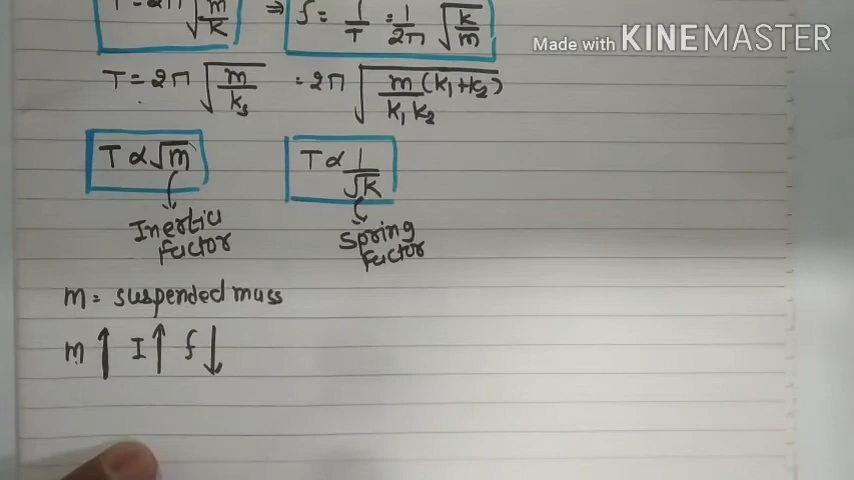 T = 2π √(m/k) ⇒ f = 1/T = 1/2π √(k/m)
Made with KINEMASTER
T = 2π √(m/ks) = 2π √(m(k₁+k₂)/k₁k₂)
T ∝ √m T ∝ 1/√k
Inertia Spring
factor factor
m = suspended mass
m ↑ I ↑ f ↓